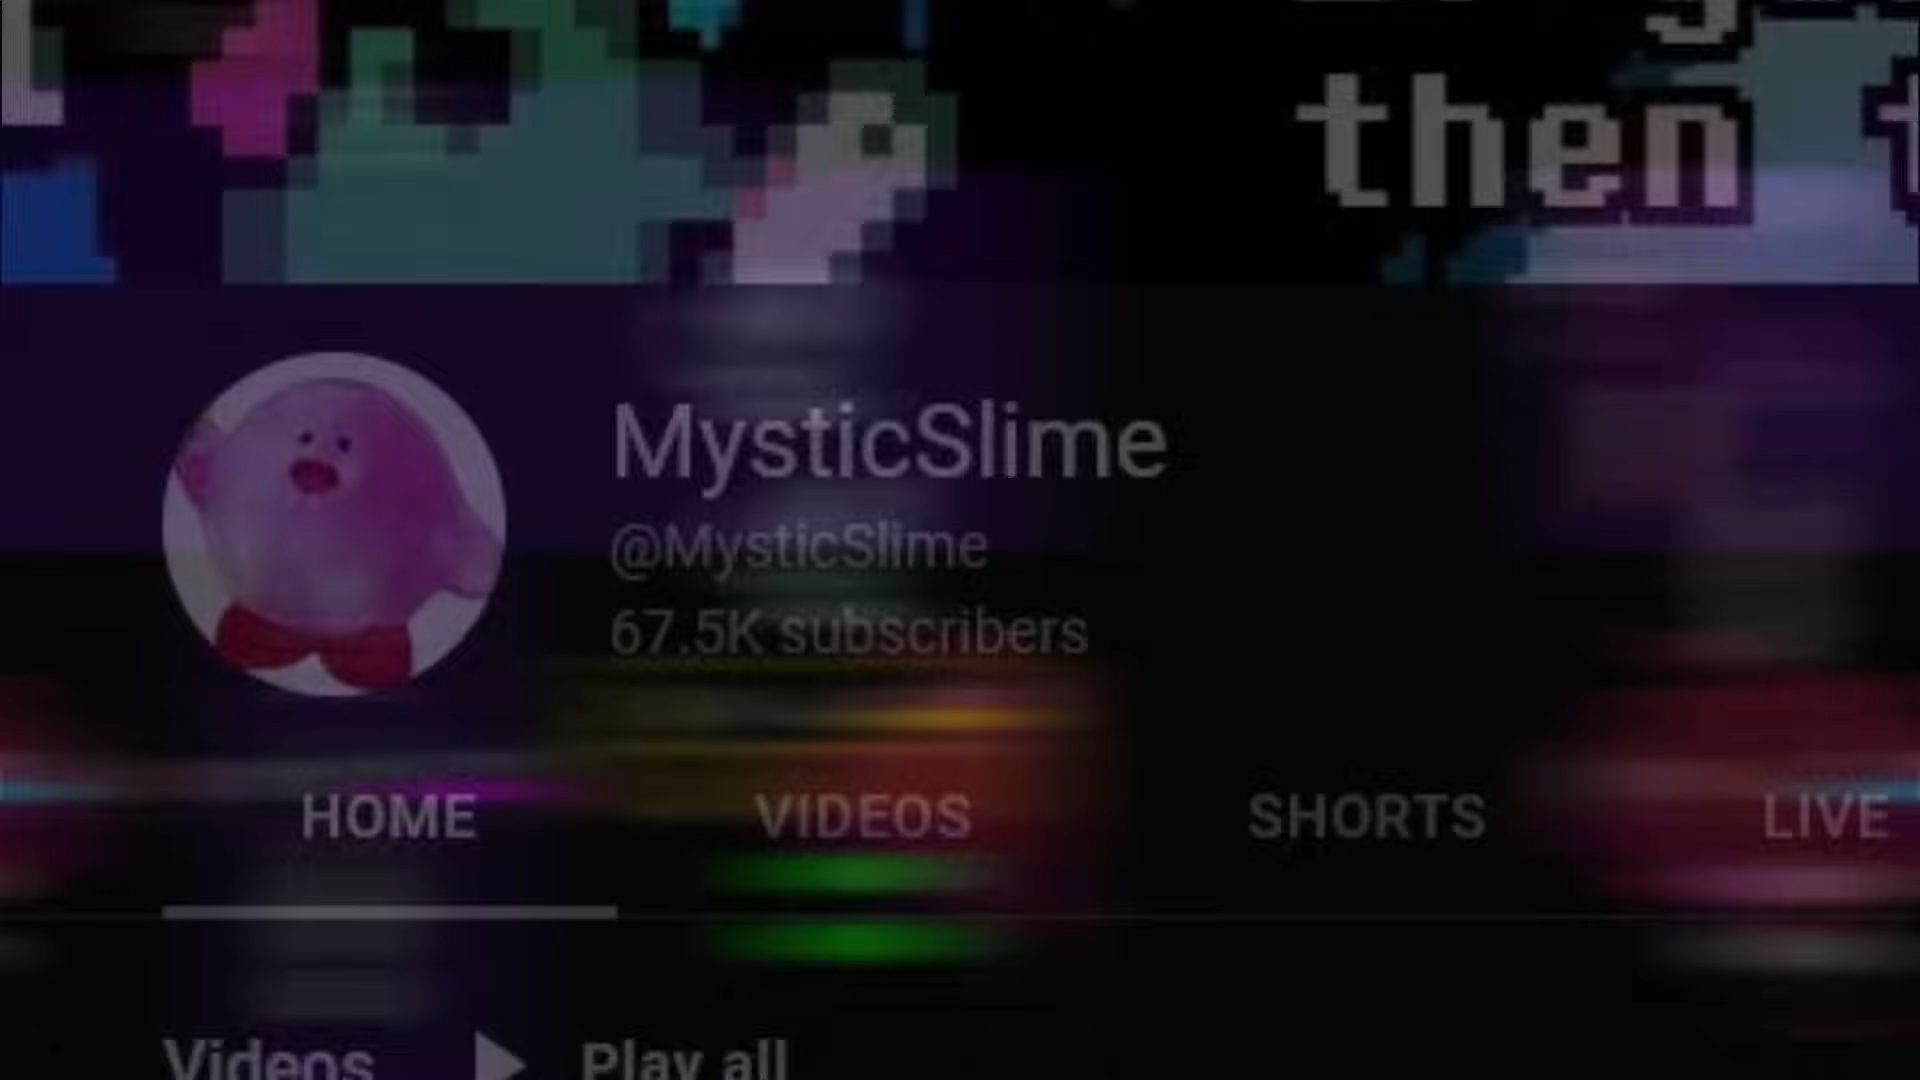 then
MysticSlime
@MysticSlime
67.5K subscribers
HOME VIDEOS SHORTS LIVE
Videos Play all